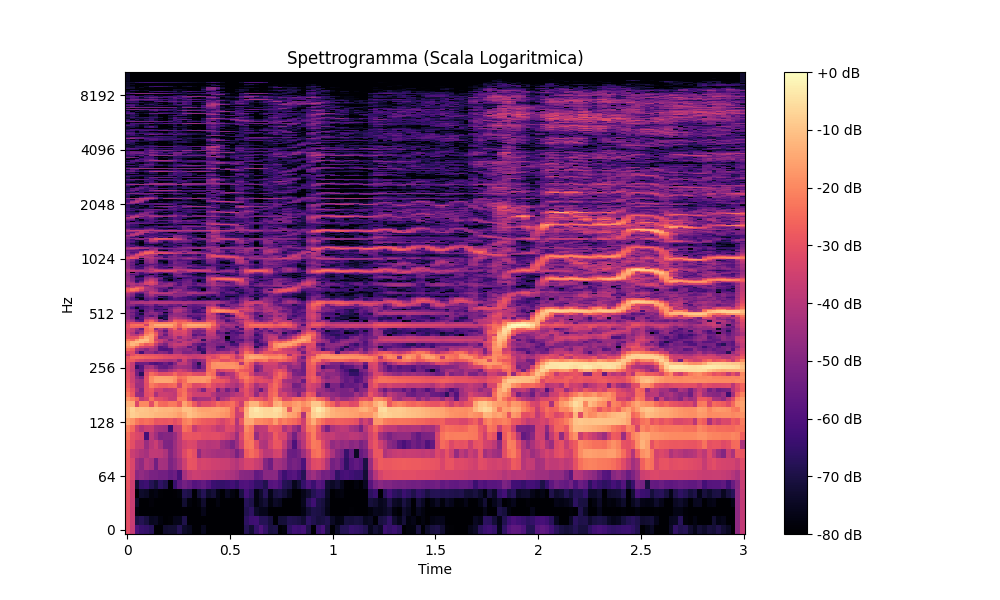 Spettrogramma (Scala Logaritmica)
8192
4096
2048
1024
512
256
128
64
0
Hz
0 0.5 1 1.5 2 2.5 3
Time
+0 dB
-10 dB
-20 dB
-30 dB
-40 dB
-50 dB
-60 dB
-70 dB
-80 dB